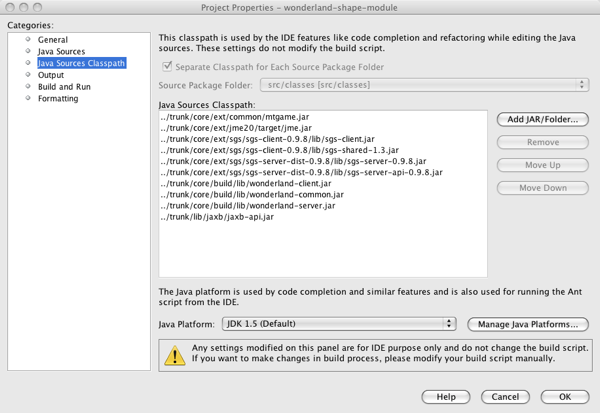 Project Properties - wonderland-shape-module
Categories:
General
Java Sources
Java Sources Classpath
Output
Build and Run
Formatting
This classpath is used by the IDE features like code completion and refactoring while editing the Java
sources. These settings do not modify the build script.
Separate Classpath for Each Source Package Folder
Source Package Folder: src/classes [src/classes]
Java Sources Classpath:
../trunk/core/ext/common/mtgame.jar
../trunk/core/ext/jme20/target/jme.jar
../trunk/core/ext/sgs/sgs-client-0.9.8/lib/sgs-client.jar
../trunk/core/ext/sgs/sgs-client-0.9.8/lib/sgs-shared-1.3.jar
../trunk/core/ext/sgs/sgs-server-dist-0.9.8/lib/sgs-server-0.9.8.jar
../trunk/core/ext/sgs/sgs-server-dist-0.9.8/lib/sgs-server-api-0.9.8.jar
../trunk/core/build/lib/wonderland-client.jar
../trunk/core/build/lib/wonderland-common.jar
../trunk/core/build/lib/wonderland-server.jar
../trunk/lib/jaxb/jaxb-api.jar
Add JAR/Folder...
Remove
Move Up
Move Down
The Java platform is used by code completion and similar features and is also used for running the Ant
script from the IDE.
Java Platform: JDK 1.5 (Default)
Manage Java Platforms...
Any settings modified on this panel are for IDE purpose only and do not change the build script.
If you want to make changes in build process, please modify your build script manually.
Help
Cancel
OK